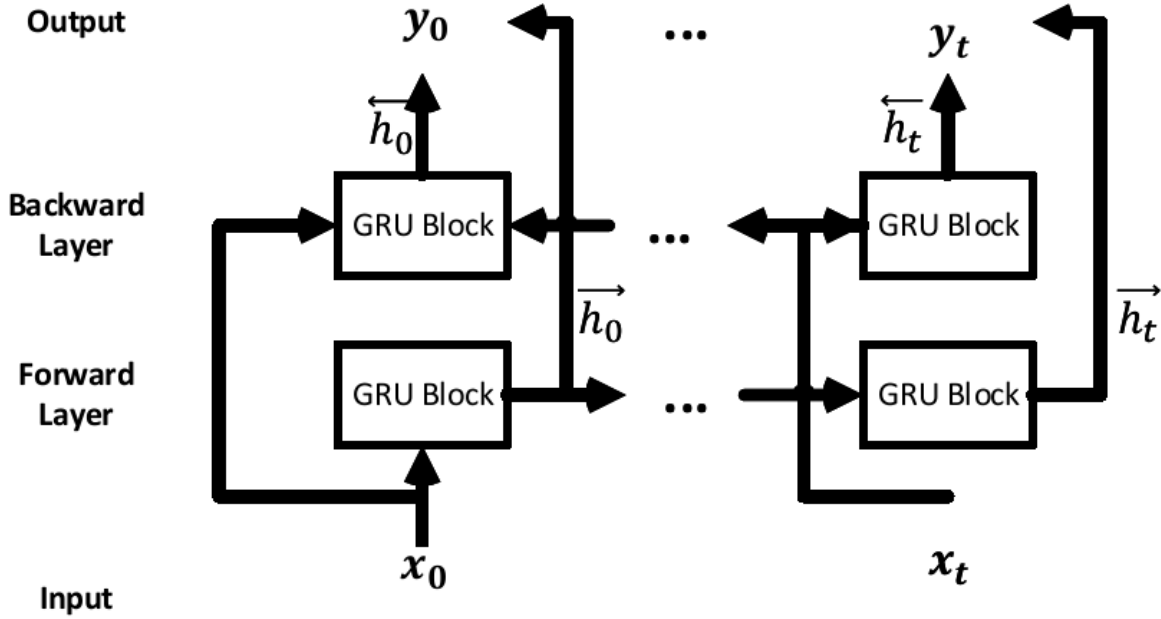 Output y₀ ... yₜ
←h₀ ←hₜ
Backward
Layer
GRU Block ... GRU Block
→h₀ →hₜ
Forward
Layer
GRU Block ... GRU Block
x₀ xₜ
Input